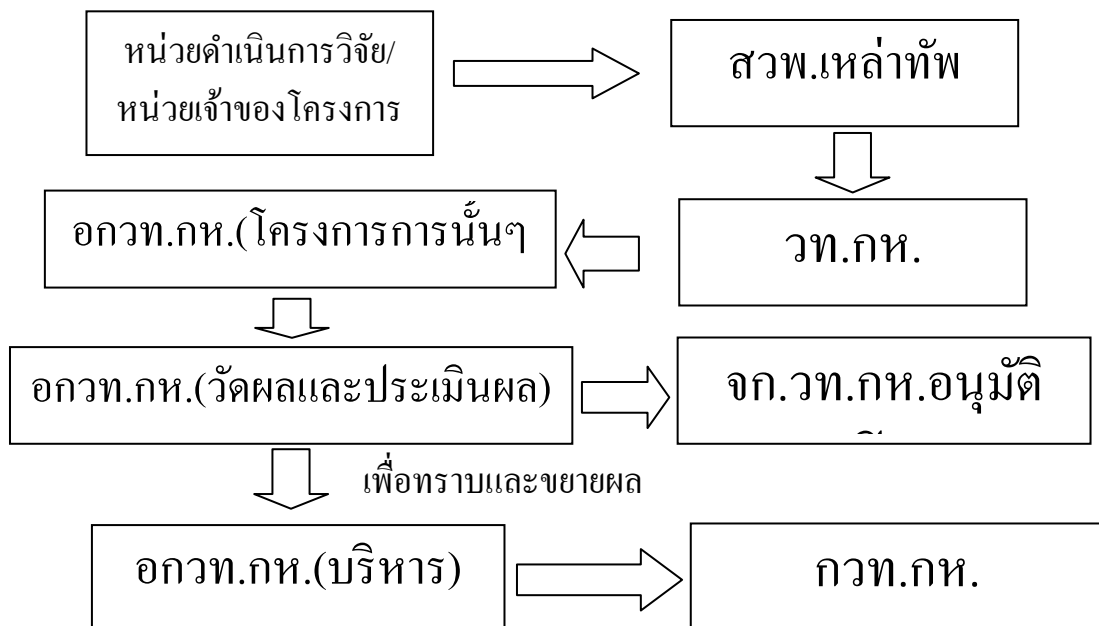 หน่วยดำเนินการวิจัย/
หน่วยเจ้าของโครงการ
สวพ.เหล่าทัพ
วท.กห.
อกวท.กห.(โครงการการนั้นๆ
อกวท.กห.(วัดผลและประเมินผล)
จก.วท.กห.อนุมัติ
เพื่อทราบและขยายผล
อกวท.กห.(บริหาร)
กวท.กห.